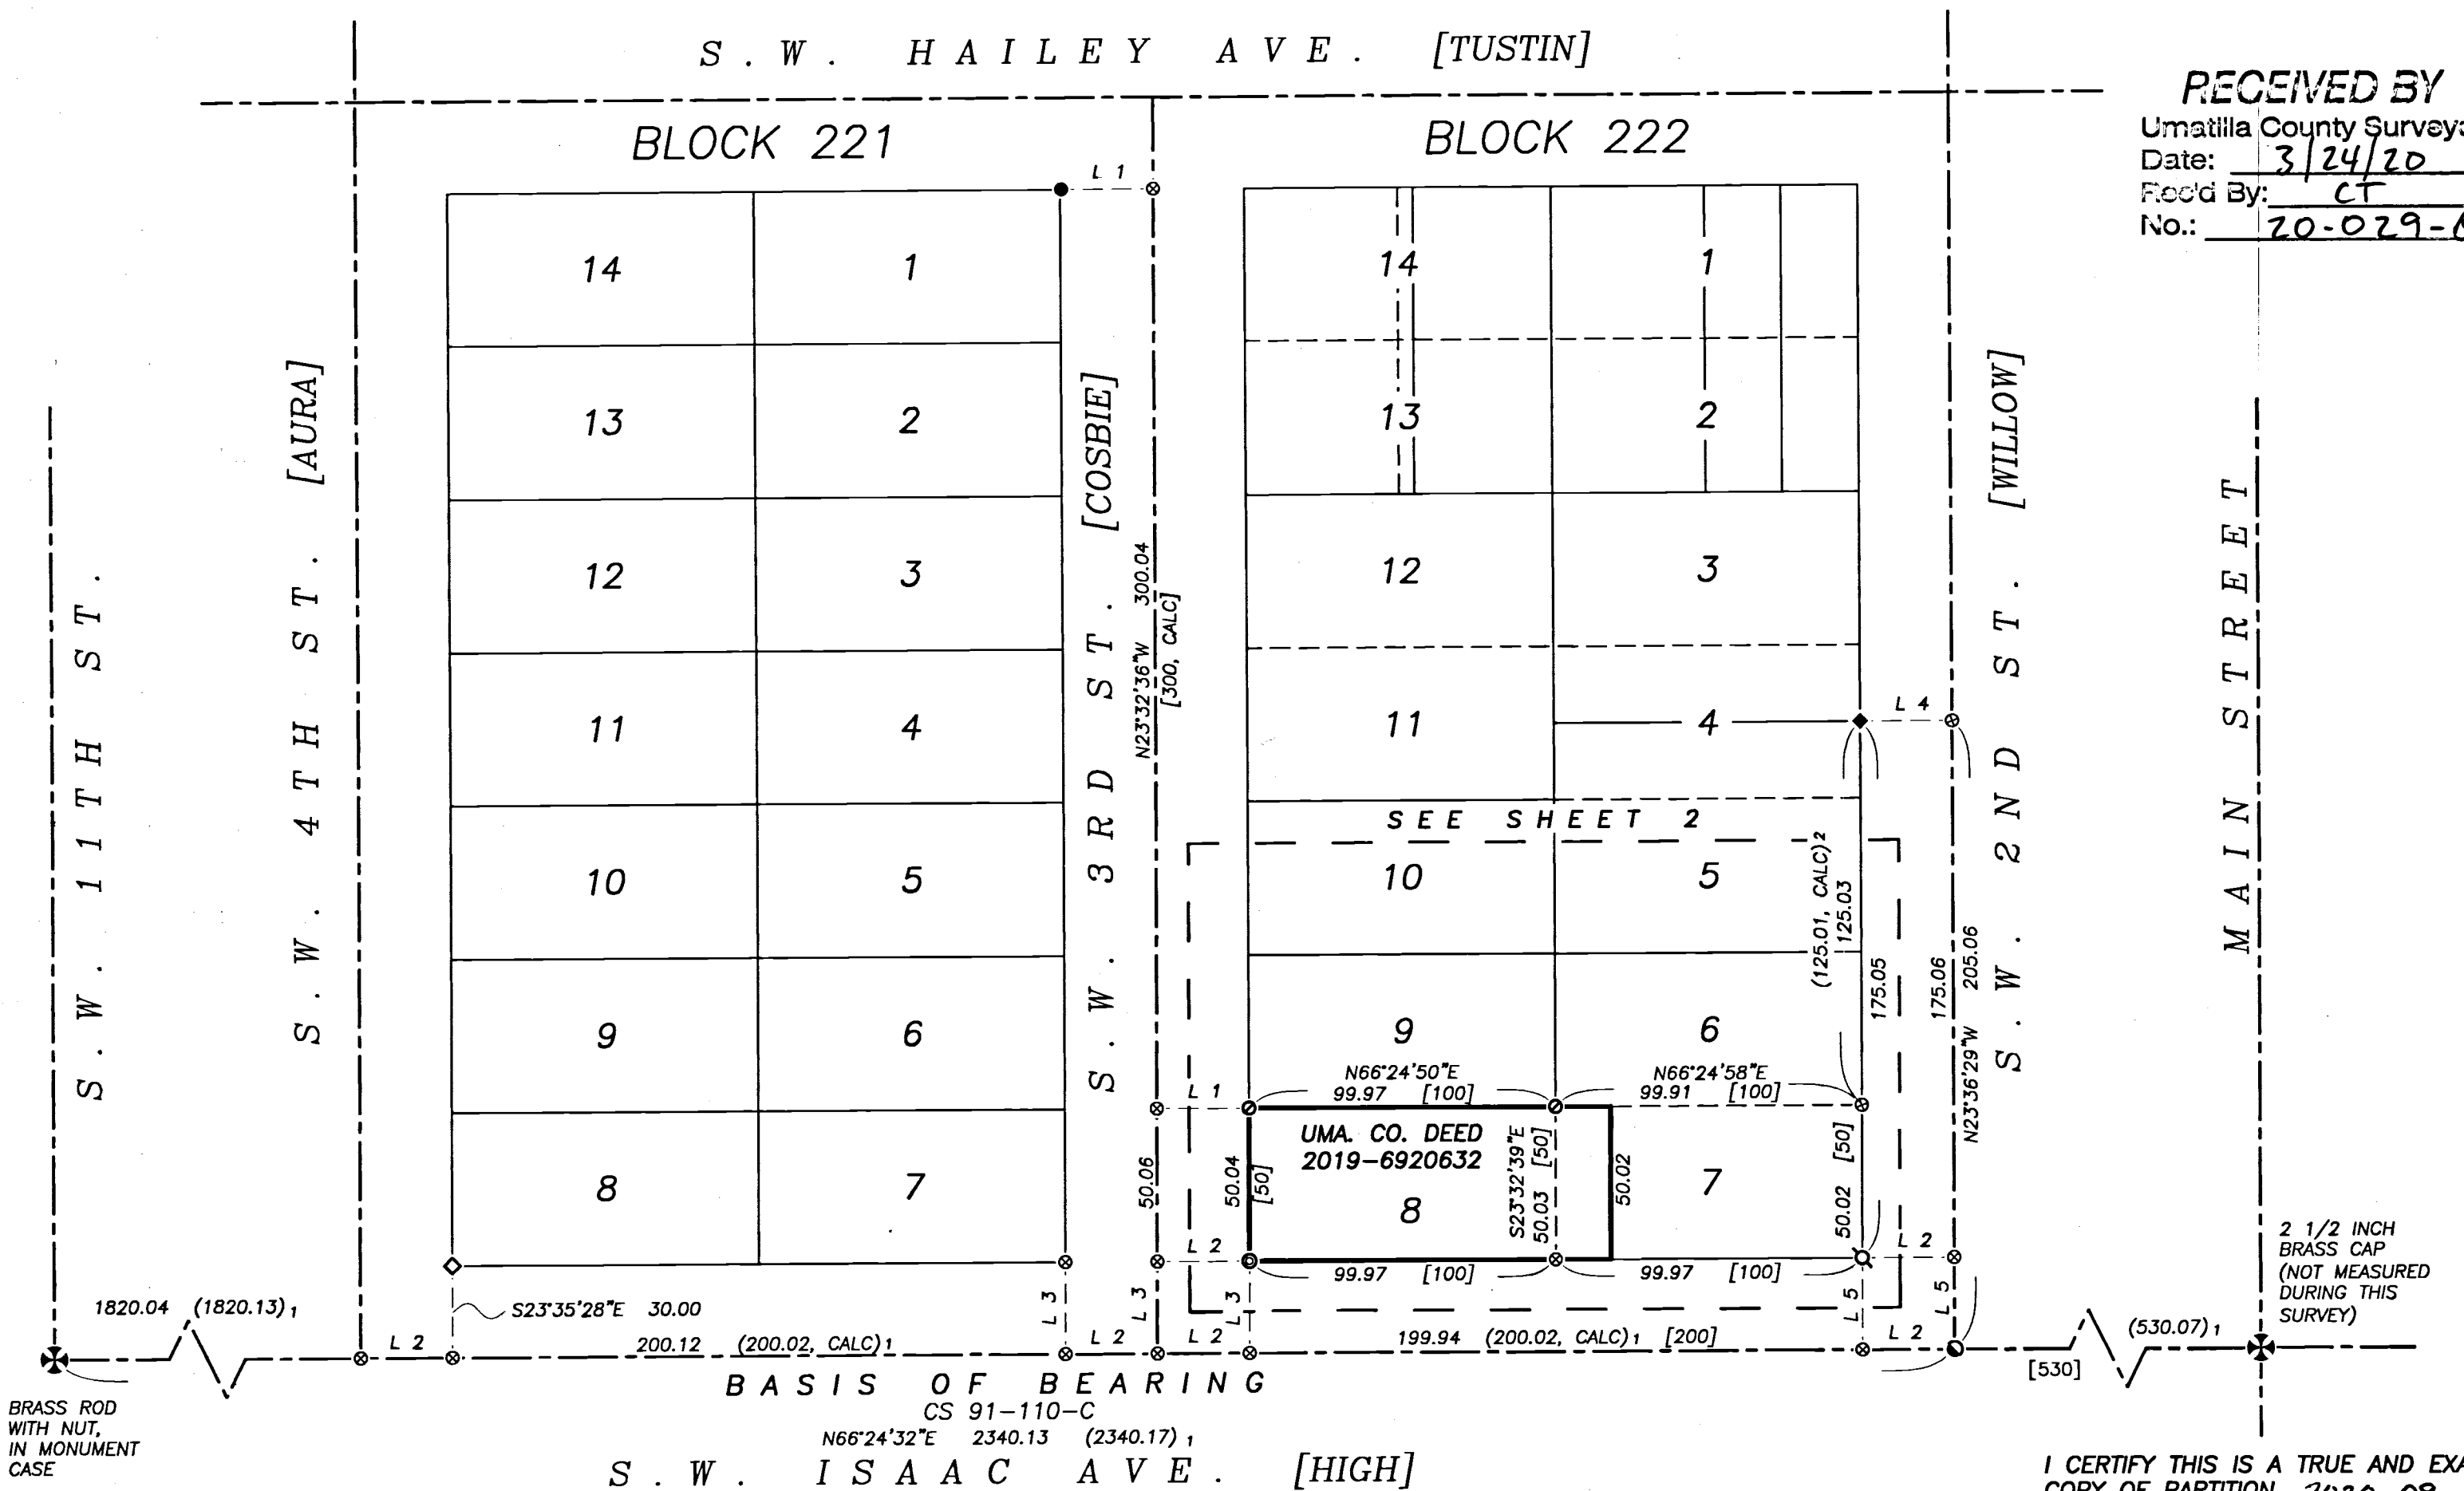 S.W. HAILEY AVE. [TUSTIN]
RECEIVED BY
Umatilla County
Date: 3/24/20
Rec'd By: CT
No.: 20-029-
BLOCK 221
BLOCK 222
L 1
14
1
13
2
12
3
11
4
10
5
9
6
8
7
14
1
13
2
12
3
11
4
L 4
SEE SHEET 2
10
5
9
6
N66°24'50"E
99.97 [100]
N66°24'58"E
99.91 [100]
L 1
UMA. CO. DEED
2019-6920632
8
7
50.06
50.04
[50]
S23°32'39"E
50.03 [50]
50.02
50.02 [50]
L 2
99.97 [100]
99.97 [100]
L 2
S.W. 11TH ST.
S.W. 4TH ST. [AURA]
S.W. 3RD ST. [COSBIE]
N23°32'36"W 300.04
[300, CALC]
(125.01, CALC)2
125.03
175.05
175.06
N23°36'29"W 205.06
S.W. 2ND ST. [WILLOW]
MAIN STREET
2 1/2 INCH
BRASS CAP
(NOT MEASURED
DURING THIS
SURVEY)
1820.04 (1820.13)1
S23°35'28"E 30.00
L 3
L 3
L 3
L 5
L 5
L 2
200.12 (200.02, CALC)1
L 2
L 2
199.94 (200.02, CALC)1 [200]
L 2
[530]
(530.07)1
BASIS OF BEARING
CS 91-110-C
N66°24'32"E 2340.13 (2340.17)1
S.W. ISAAC AVE. [HIGH]
BRASS ROD
WITH NUT,
IN MONUMENT
CASE
I CERTIFY THIS IS A TRUE AND
COPY OF PARTITION 2020-08